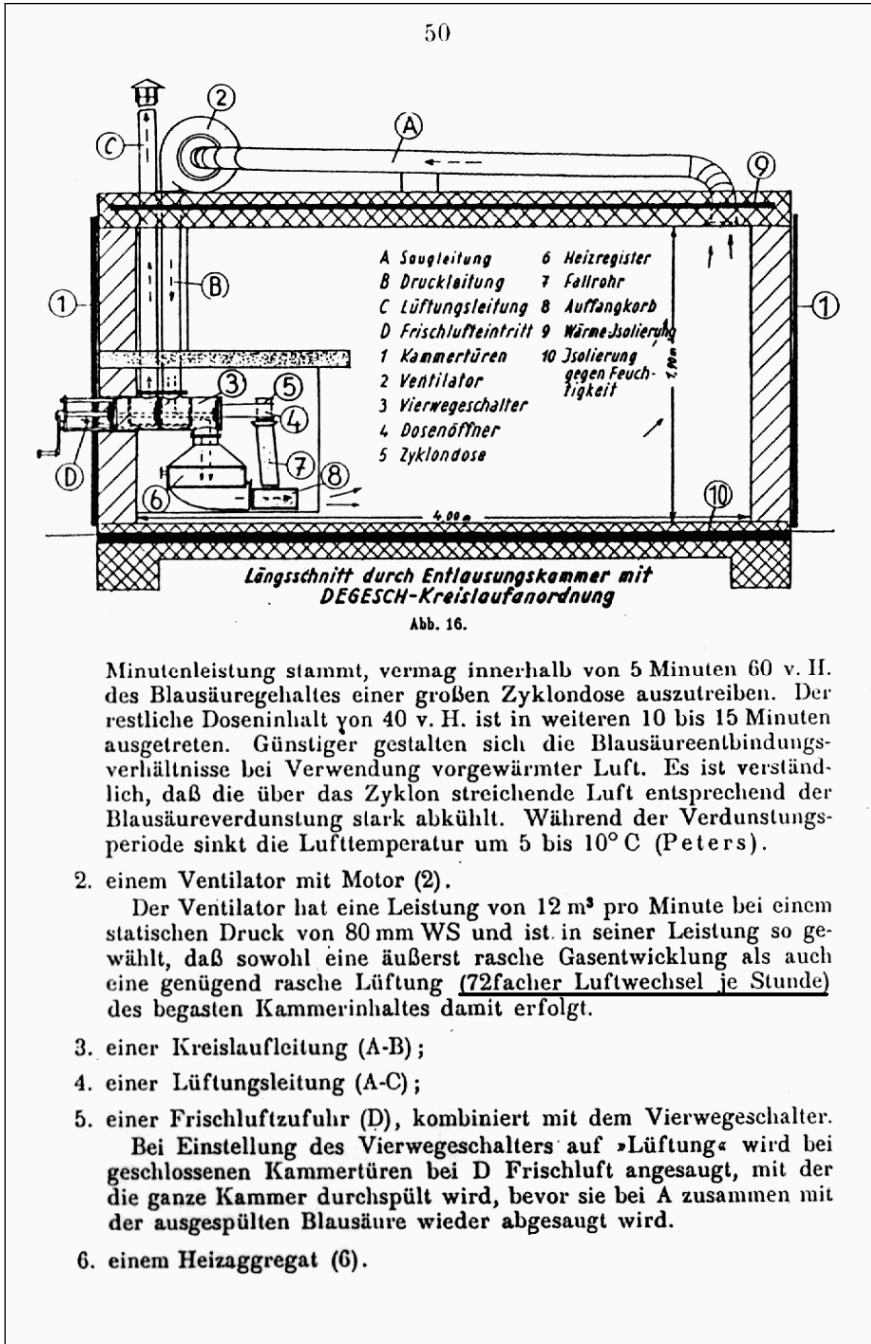 50
2
A
C
9
B
1
1
A Saugleitung
B Druckleitung
C Lüftungsleitung
D Frischlufteintritt
1 Kammertüren
2 Ventilator
3 Vierwegeschalter
4 Dosenöffner
5 Zyklondose
6 Heizregister
7 Fallrohr
8 Auffangkorb
9 Wärme-Isolierung
10 Isolierung
gegen Feuch-
tigkeit
1,90 m
3
5
4
D
6
7
8
10
4,00 m
Längsschnitt durch Entlausungskammer mit
DEGESCH-Kreislaufanordnung
Abb. 16.
Minutenleistung stammt, vermag innerhalb von 5 Minuten 60 v. H.
des Blausäuregehaltes einer großen Zyklondose auszutreiben. Der
restliche Doseninhalt von 40 v. H. ist in weiteren 10 bis 15 Minuten
ausgetreten. Günstiger gestalten sich die Blausäureentbindungs-
verhältnisse bei Verwendung vorgewärmter Luft. Es ist verständ-
lich, daß die über das Zyklon streichende Luft entsprechend der
Blausäureverdunstung stark abkühlt. Während der Verdunstungs-
periode sinkt die Lufttemperatur um 5 bis 10° C (Peters).
2. einem Ventilator mit Motor (2).
Der Ventilator hat eine Leistung von 12 m³ pro Minute bei einem
statischen Druck von 80 mm WS und ist in seiner Leistung so ge-
wählt, daß sowohl eine äußerst rasche Gasentwicklung als auch
eine genügend rasche Lüftung (72facher Luftwechsel je Stunde)
des begasten Kammerinhaltes damit erfolgt.
3. einer Kreislaufleitung (A-B);
4. einer Lüftungsleitung (A-C);
5. einer Frischluftzufuhr (D), kombiniert mit dem Vierwegeschalter.
Bei Einstellung des Vierwegeschalters auf »Lüftung« wird bei
geschlossenen Kammertüren bei D Frischluft angesaugt, mit der
die ganze Kammer durchspült wird, bevor sie bei A zusammen mit
der ausgespülten Blausäure wieder abgesaugt wird.
6. einem Heizaggregat (6).